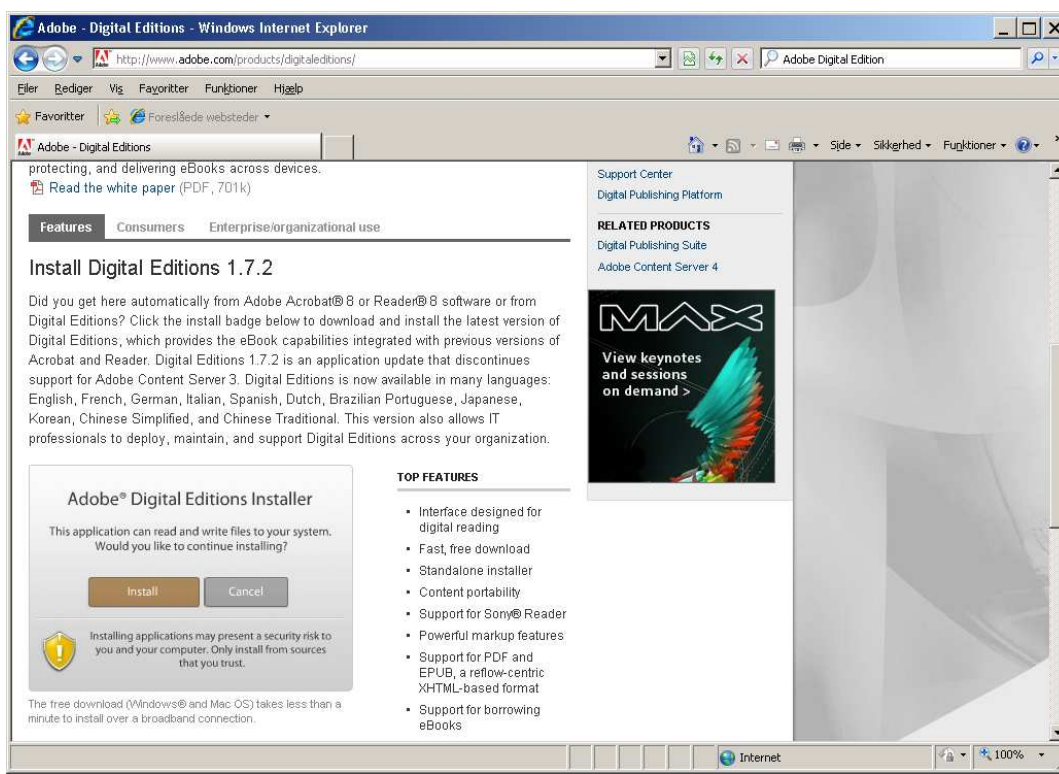 Adobe - Digital Editions - Windows Internet Explorer
http://www.adobe.com/products/digitaleditions/
Adobe Digital Edition
Filer Rediger Vis Favoritter Funktioner Hjælp
Favoritter Foreslåede websteder
Adobe - Digital Editions
Side Sikkerhed Funktioner
protecting, and delivering eBooks across devices.
Read the white paper (PDF, 701k)
Features Consumers Enterprise/organizational use
Install Digital Editions 1.7.2
Did you get here automatically from Adobe Acrobat® 8 or Reader® 8 software or from
Digital Editions? Click the install badge below to download and install the latest version of
Digital Editions, which provides the eBook capabilities integrated with previous versions of
Acrobat and Reader. Digital Editions 1.7.2 is an application update that discontinues
support for Adobe Content Server 3. Digital Editions is now available in many languages:
English, French, German, Italian, Spanish, Dutch, Brazilian Portuguese, Japanese,
Korean, Chinese Simplified, and Chinese Traditional. This version also allows IT
professionals to deploy, maintain, and support Digital Editions across your organization.
Adobe® Digital Editions Installer
This application can read and write files to your system.
Would you like to continue installing?
Install Cancel
Installing applications may present a security risk to
you and your computer. Only install from sources
that you trust.
The free download (Windows® and Mac OS) takes less than a
minute to install over a broadband connection.
TOP FEATURES
▪ Interface designed for
digital reading
▪ Fast, free download
▪ Standalone installer
▪ Content portability
▪ Support for Sony® Reader
▪ Powerful markup features
▪ Support for PDF and
EPUB, a reflow-centric
XHTML-based format
▪ Support for borrowing
eBooks
Support Center
Digital Publishing Platform
RELATED PRODUCTS
Digital Publishing Suite
Adobe Content Server 4
MAX
View keynotes
and sessions
on demand >
Internet
100%